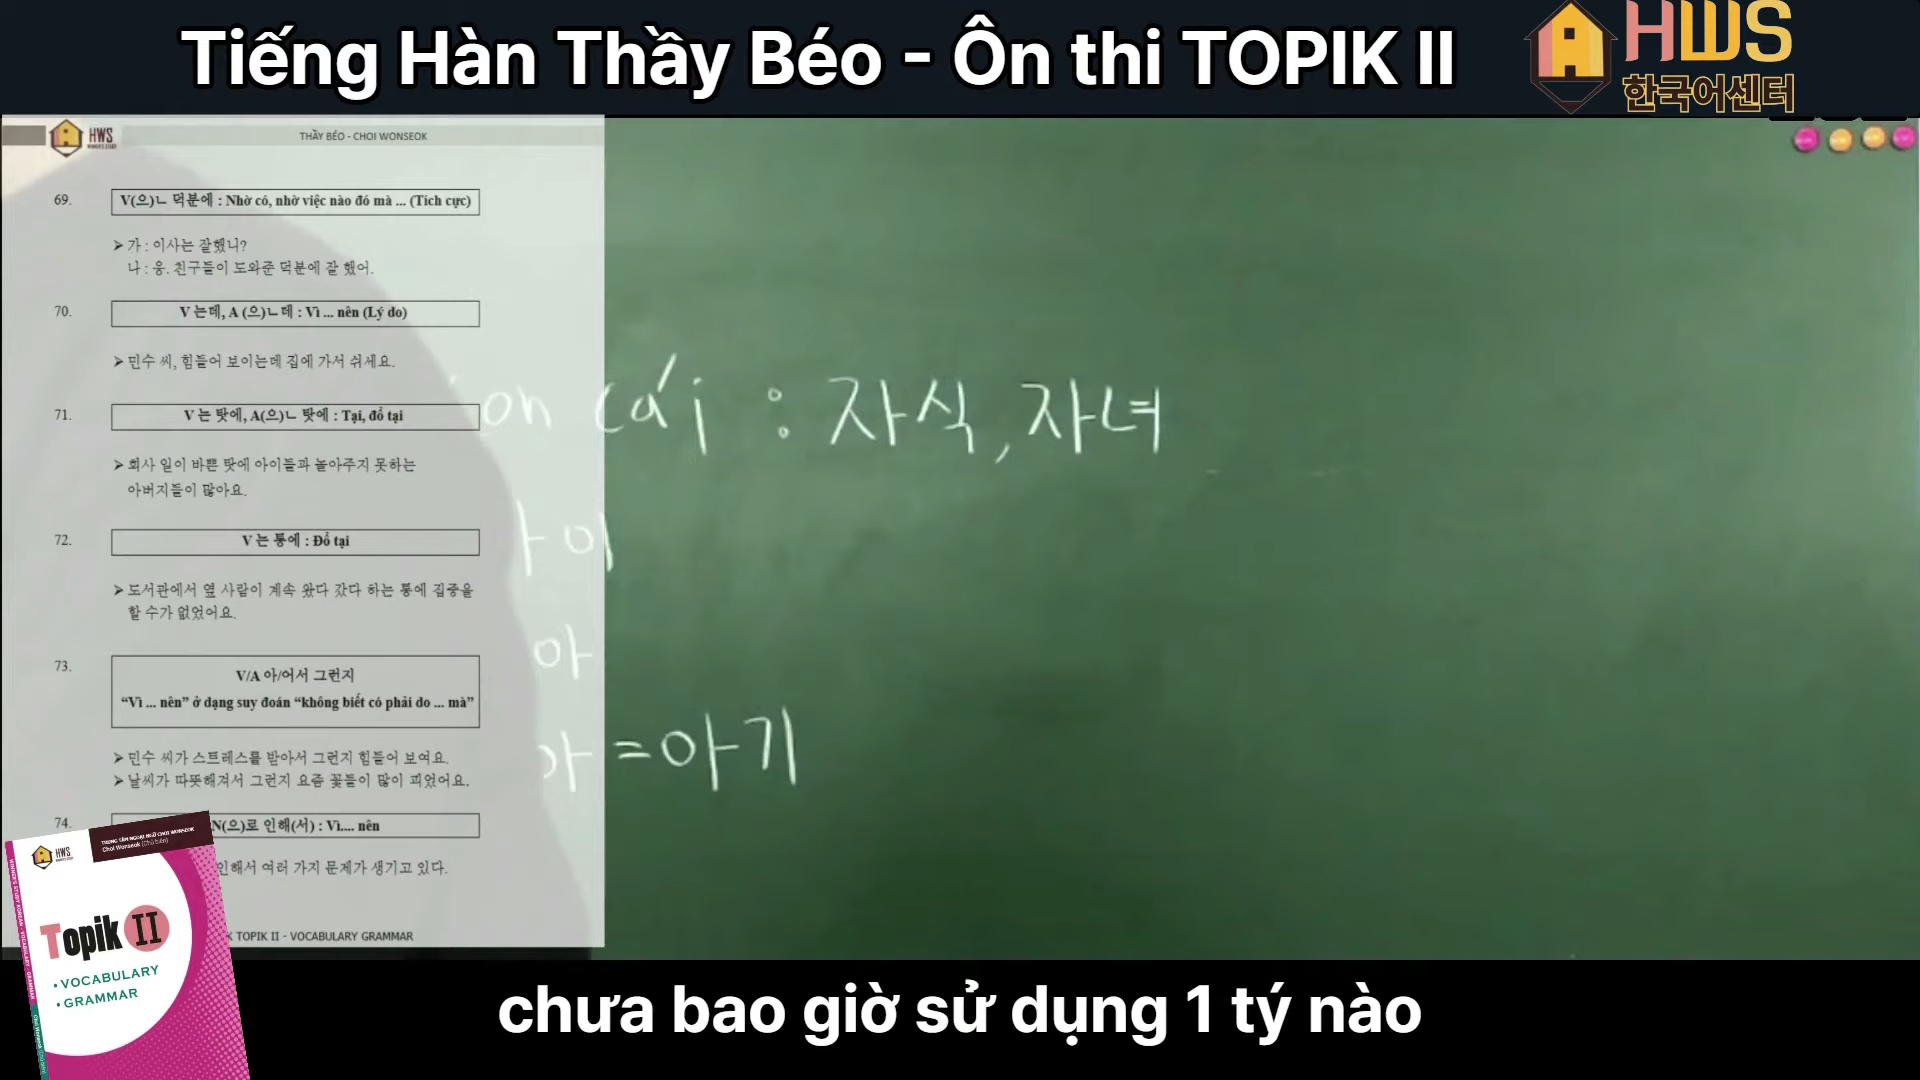 Tiếng Hàn Thầy Béo - Ôn thi TOPIK II
HWS
한국어센터
HWS
THẦY BÉO - CHOI WONSEOK
69.
V(으)ㄴ 덕분에 : Nhờ có, nhờ việc nào đó mà ... (Tích cực)
➤ 가 : 이사는 잘했니?
나 : 응. 친구들이 도와준 덕분에 잘 했어.
70.
V 는데, A (으)ㄴ데 : Vì ... nên (Lý do)
➤ 민수 씨, 힘들어 보이는데 집에 가서 쉬세요.
71.
V 는 탓에, A(으)ㄴ 탓에 : Tại, đổ tại
➤ 회사 일이 바쁜 탓에 아이들과 놀아주지 못하는
아버지들이 많아요.
72.
V 는 통에 : Đổ tại
➤ 도서관에서 옆 사람이 계속 왔다 갔다 하는 통에 집중을
할 수가 없었어요.
73.
V/A 아/어서 그런지
“Vì ... nên” ở dạng suy đoán “không biết có phải do ... mà”
➤ 민수 씨가 스트레스를 받아서 그런지 힘들어 보여요.
➤ 날씨가 따뜻해져서 그런지 요즘 꽃들이 많이 피었어요.
74.
N(으)로 인해(서) : Vì.... nên
인해서 여러 가지 문제가 생기고 있다.
TOPIK II - VOCABULARY GRAMMAR
on cái : 자식, 자녀
이
아
아 = 아기
Choi Wonseok (Chủ biên)
HWS
Topik II
• VOCABULARY
• GRAMMAR
chưa bao giờ sử dụng 1 tý nào